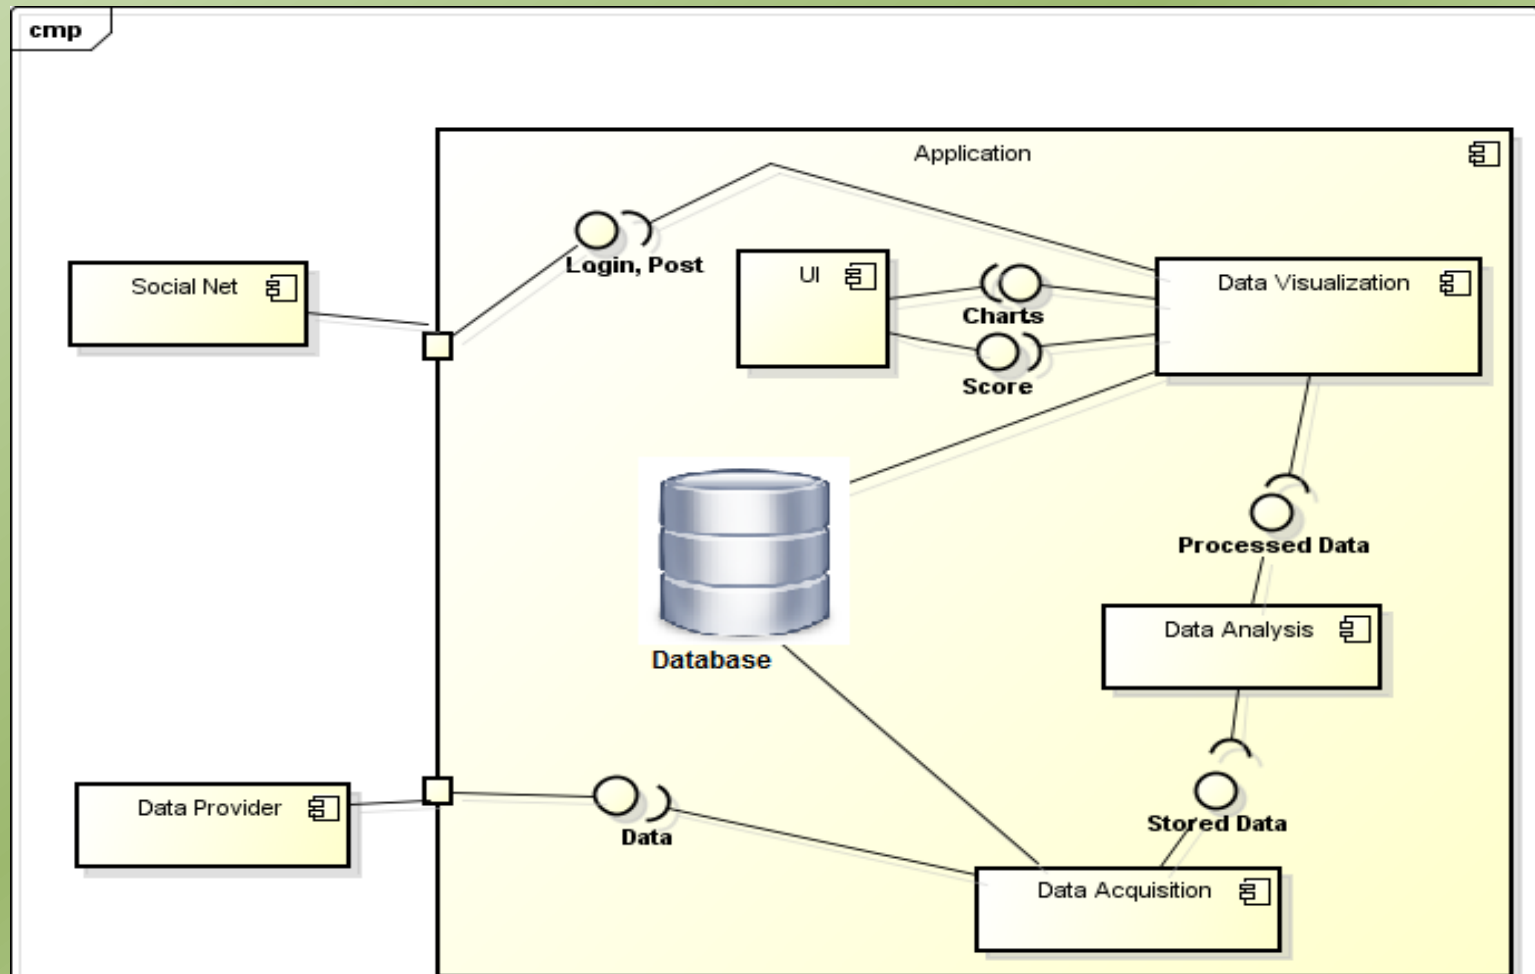 cmp
Application
Login, Post
Social Net
UI
Data Visualization
Charts
Score
Processed Data
Data Analysis
Database
Data Provider
Data
Stored Data
Data Acquisition